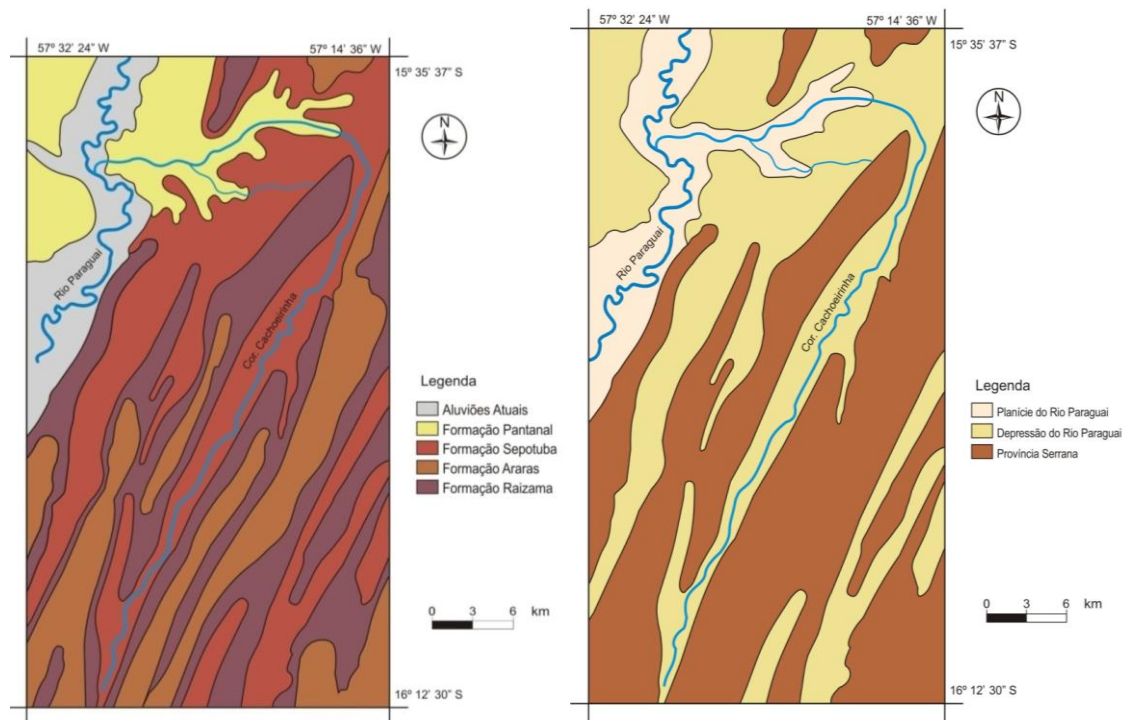 57º 32’ 24” W
57º 14’ 36” W
15º 35’ 37” S
N
Rio Paraguai
Cor. Cachoeirinha
Legenda
Aluviões Atuais
Formação Pantanal
Formação Sepotuba
Formação Araras
Formação Raizama
0 3 6 km
16º 12’ 30” S
57º 32’ 24” W
57º 14’ 36” W
15º 35’ 37” S
N
Rio Paraguai
Cor. Cachoeirinha
Legenda
Planície do Rio Paraguai
Depressão do Rio Paraguai
Província Serrana
0 3 6 km
16º 12’ 30” S